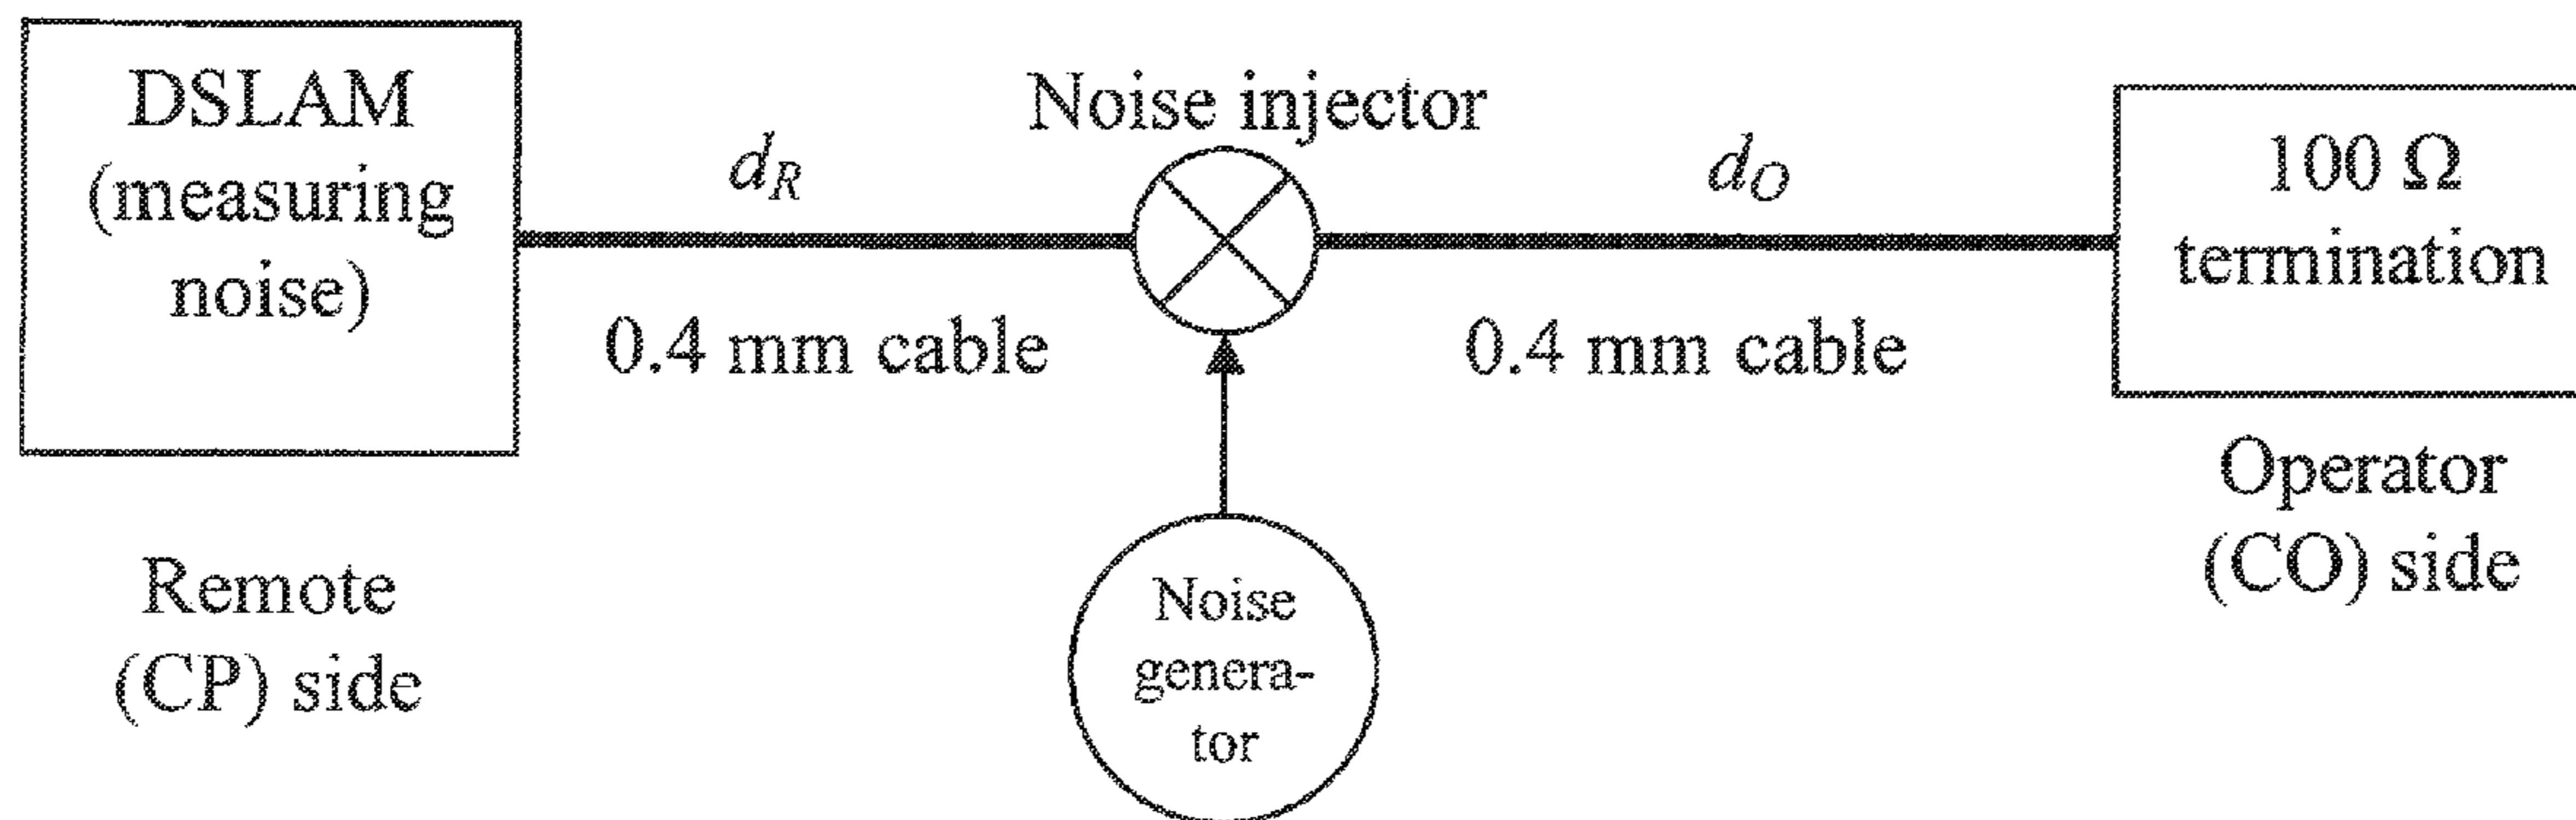 DSLAM
(measuring
noise)
d_R
Noise injector
d_O
100 Ω
termination
0.4 mm cable
0.4 mm cable
Remote
(CP) side
Noise
genera-
tor
Operator
(CO) side